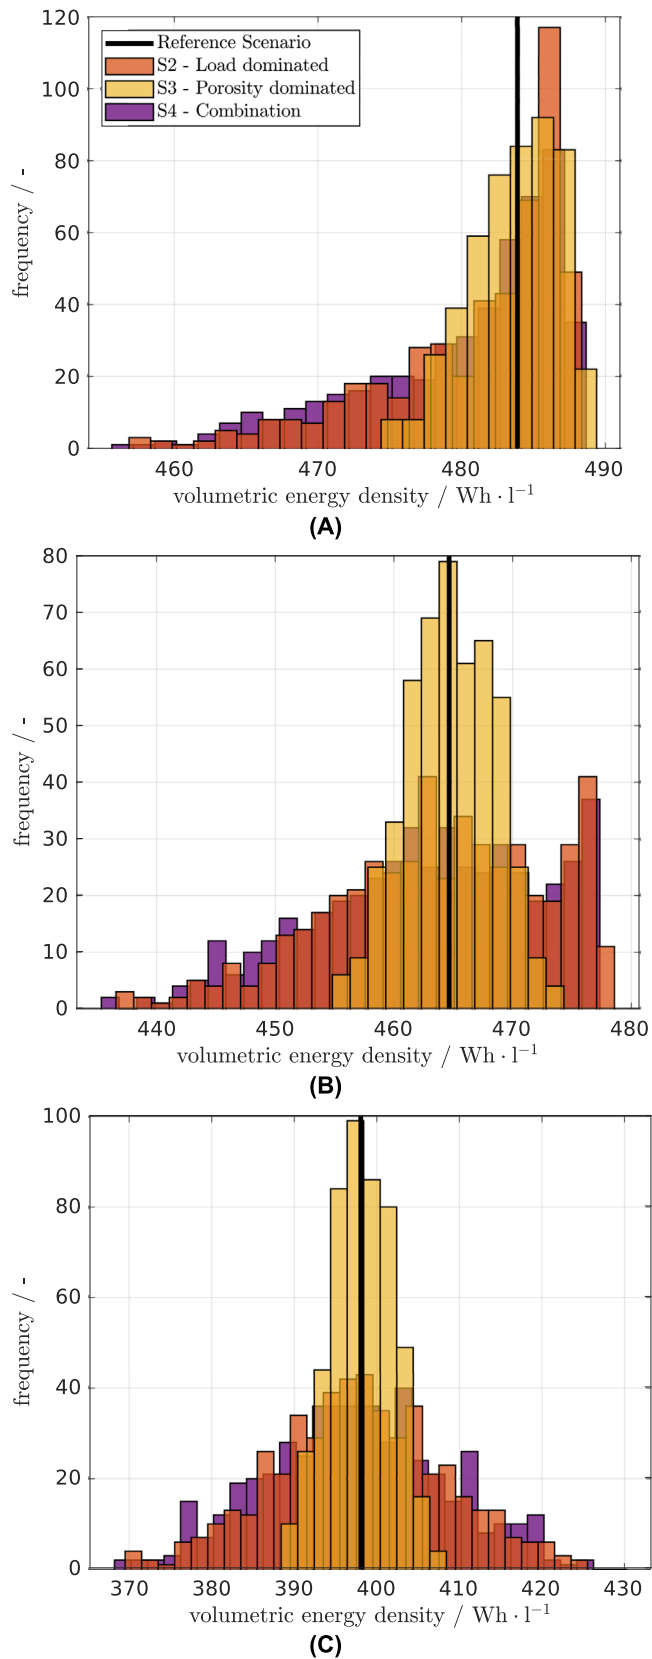 120
100
80
60
40
20
0
frequency / -
Reference Scenario
S2 - Load dominated
S3 - Porosity dominated
S4 - Combination
460 470 480 490
volumetric energy density / Wh · l⁻¹
(A)
80
70
60
50
40
30
20
10
0
frequency / -
440 450 460 470 480
volumetric energy density / Wh · l⁻¹
(B)
100
80
60
40
20
0
frequency / -
370 380 390 400 410 420 430
volumetric energy density / Wh · l⁻¹
(C)